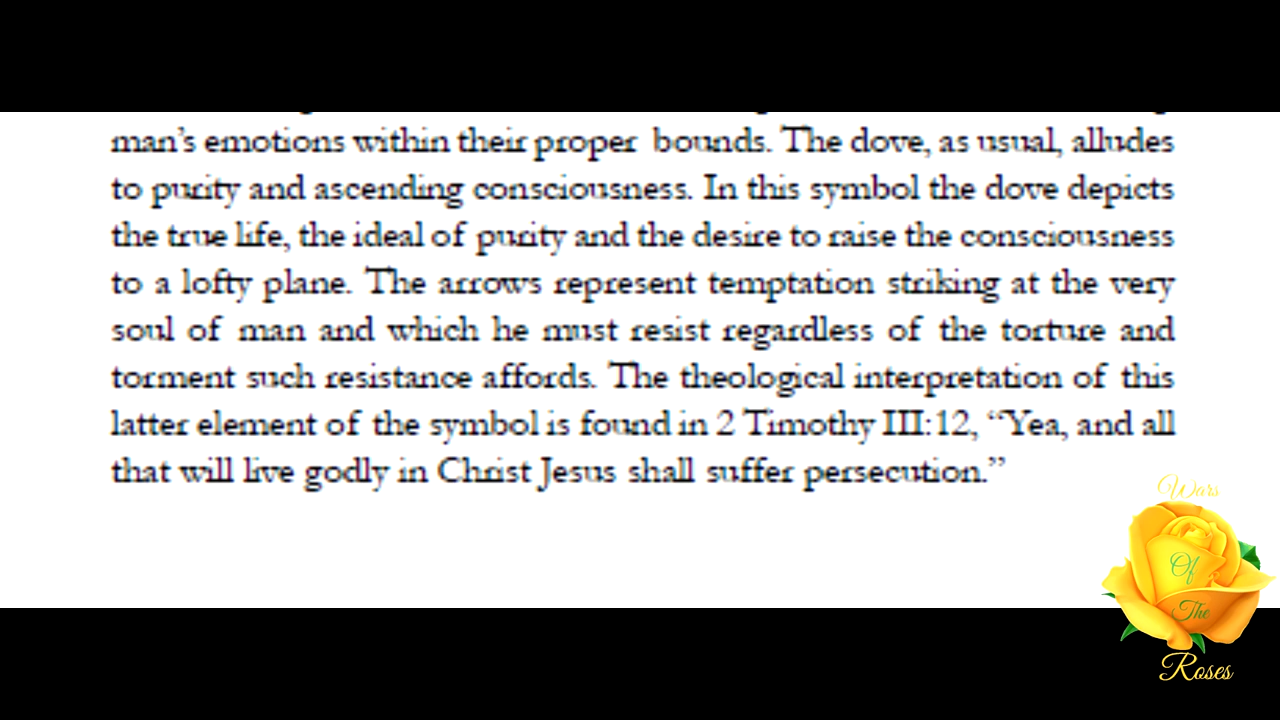 man's emotions within their proper bounds. The dove, as usual, alludes
to purity and ascending consciousness. In this symbol the dove depicts
the true life, the ideal of purity and the desire to raise the consciousness
to a lofty plane. The arrows represent temptation striking at the very
soul of man and which he must resist regardless of the torture and
torment such resistance affords. The theological interpretation of this
latter element of the symbol is found in 2 Timothy III:12, “Yea, and all
that will live godly in Christ Jesus shall suffer persecution.”
Wars
Of
The
Roses